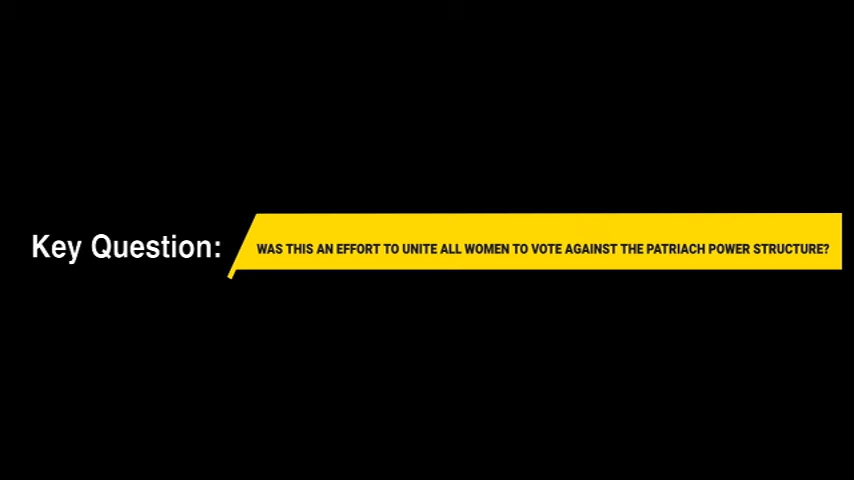 Key Question: WAS THIS AN EFFORT TO UNITE ALL WOMEN TO VOTE AGAINST THE PATRIACH POWER STRUCTURE?